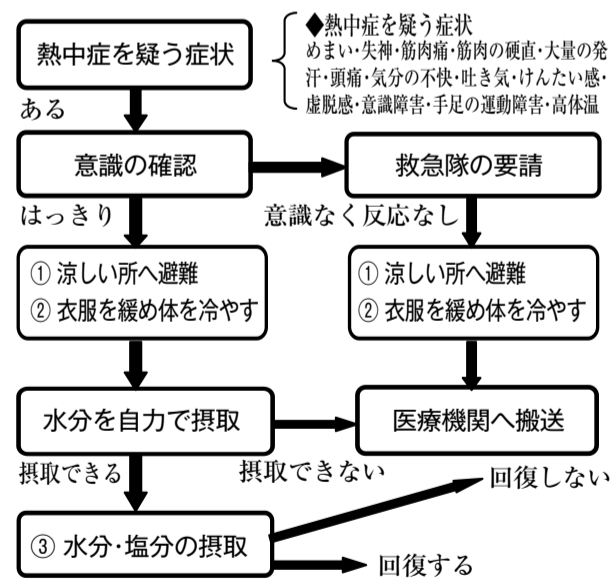 熱中症を疑う症状
◆熱中症を疑う症状
めまい・失神・筋肉痛・筋肉の硬直・大量の発
汗・頭痛・気分の不快・吐き気・けんたい感・
虚脱感・意識障害・手足の運動障害・高体温
ある
意識の確認
救急隊の要請
はっきり
意識なく反応なし
① 涼しい所へ避難
② 衣服を緩め体を冷やす
① 涼しい所へ避難
② 衣服を緩め体を冷やす
水分を自力で摂取
医療機関へ搬送
摂取できる
摂取できない
回復しない
③ 水分・塩分の摂取
回復する